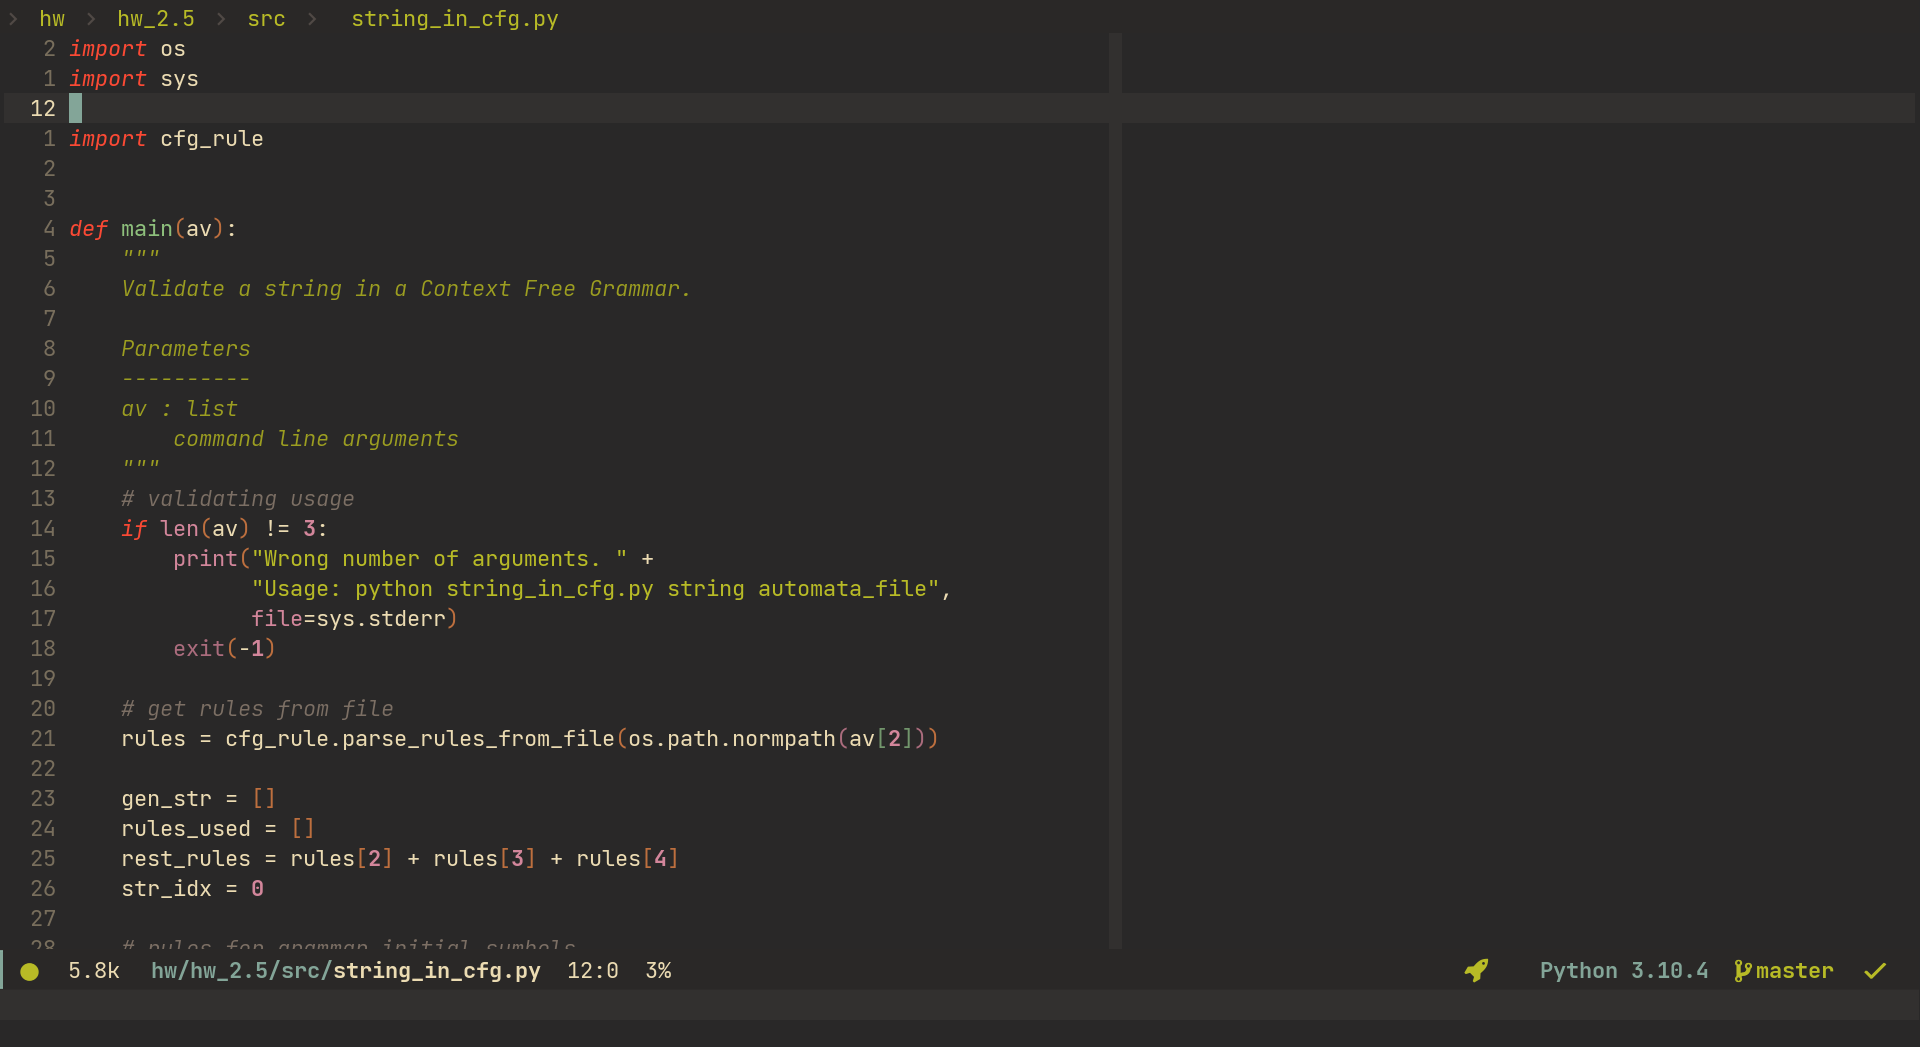 hw hw_2.5 src string_in_cfg.py
2 import os
1 import sys
12
1 import cfg_rule
2
3
4 def main(av):
5     """
6     Validate a string in a Context Free Grammar.
7
8     Parameters
9     ----------
10     av : list
11         command line arguments
12     """
13     # validating usage
14     if len(av) != 3:
15         print("Wrong number of arguments. " +
16               "Usage: python string_in_cfg.py string automata_file",
17               file=sys.stderr)
18         exit(-1)
19
20     # get rules from file
21     rules = cfg_rule.parse_rules_from_file(os.path.normpath(av[2]))
22
23     gen_str = []
24     rules_used = []
25     rest_rules = rules[2] + rules[3] + rules[4]
26     str_idx = 0
27
28     # rules for grammar initial symbols
5.8k hw/hw_2.5/src/string_in_cfg.py 12:0 3% Python 3.10.4 master